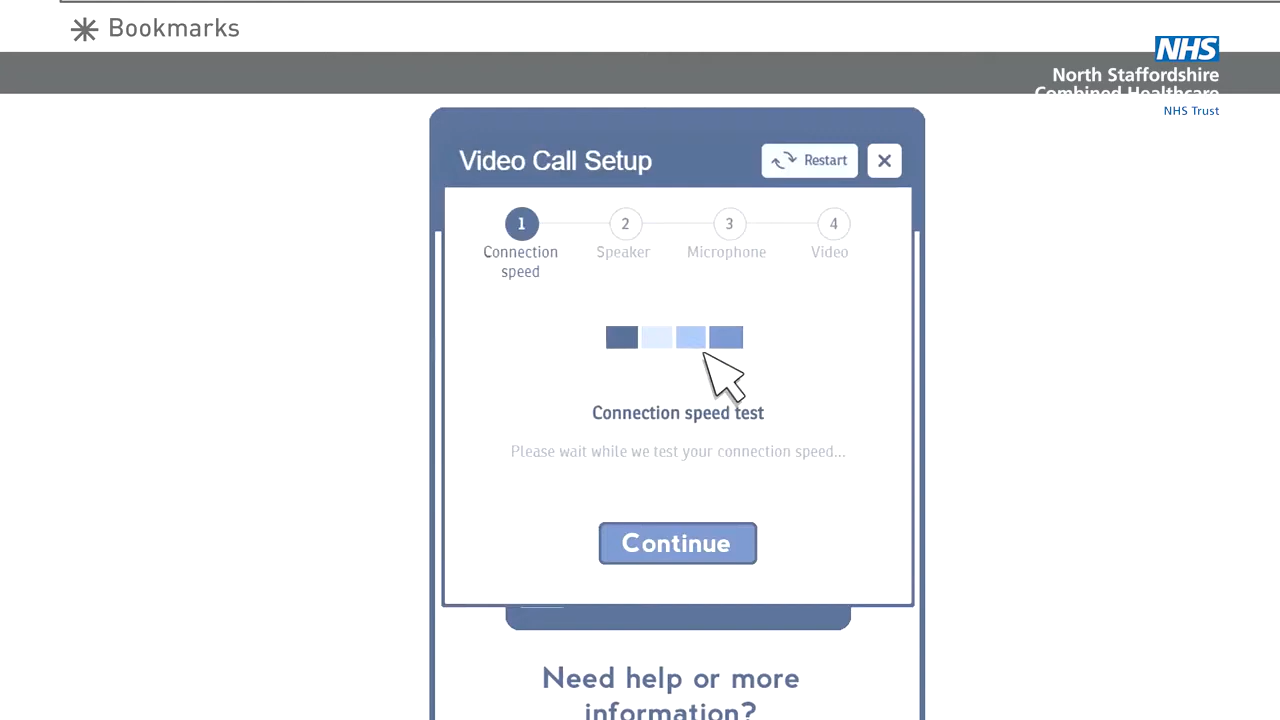 Bookmarks
NHS
North Staffordshire
Combined Healthcare
NHS Trust
Video Call Setup
Restart
1
2
3
4
Connection
speed
Speaker
Microphone
Video
Connection speed test
Please wait while we test your connection speed...
Continue
Need help or more
information?